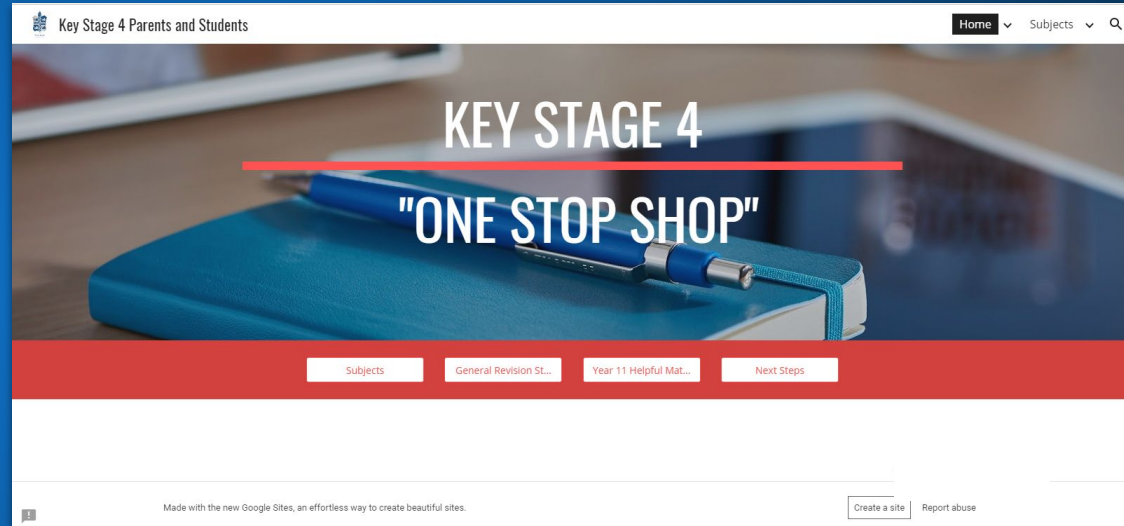 Key Stage 4 Parents and Students
Home
Subjects
KEY STAGE 4
"ONE STOP SHOP"
Subjects
General Revision St...
Year 11 Helpful Mat...
Next Steps
Made with the new Google Sites, an effortless way to create beautiful sites.
Create a site
Report abuse